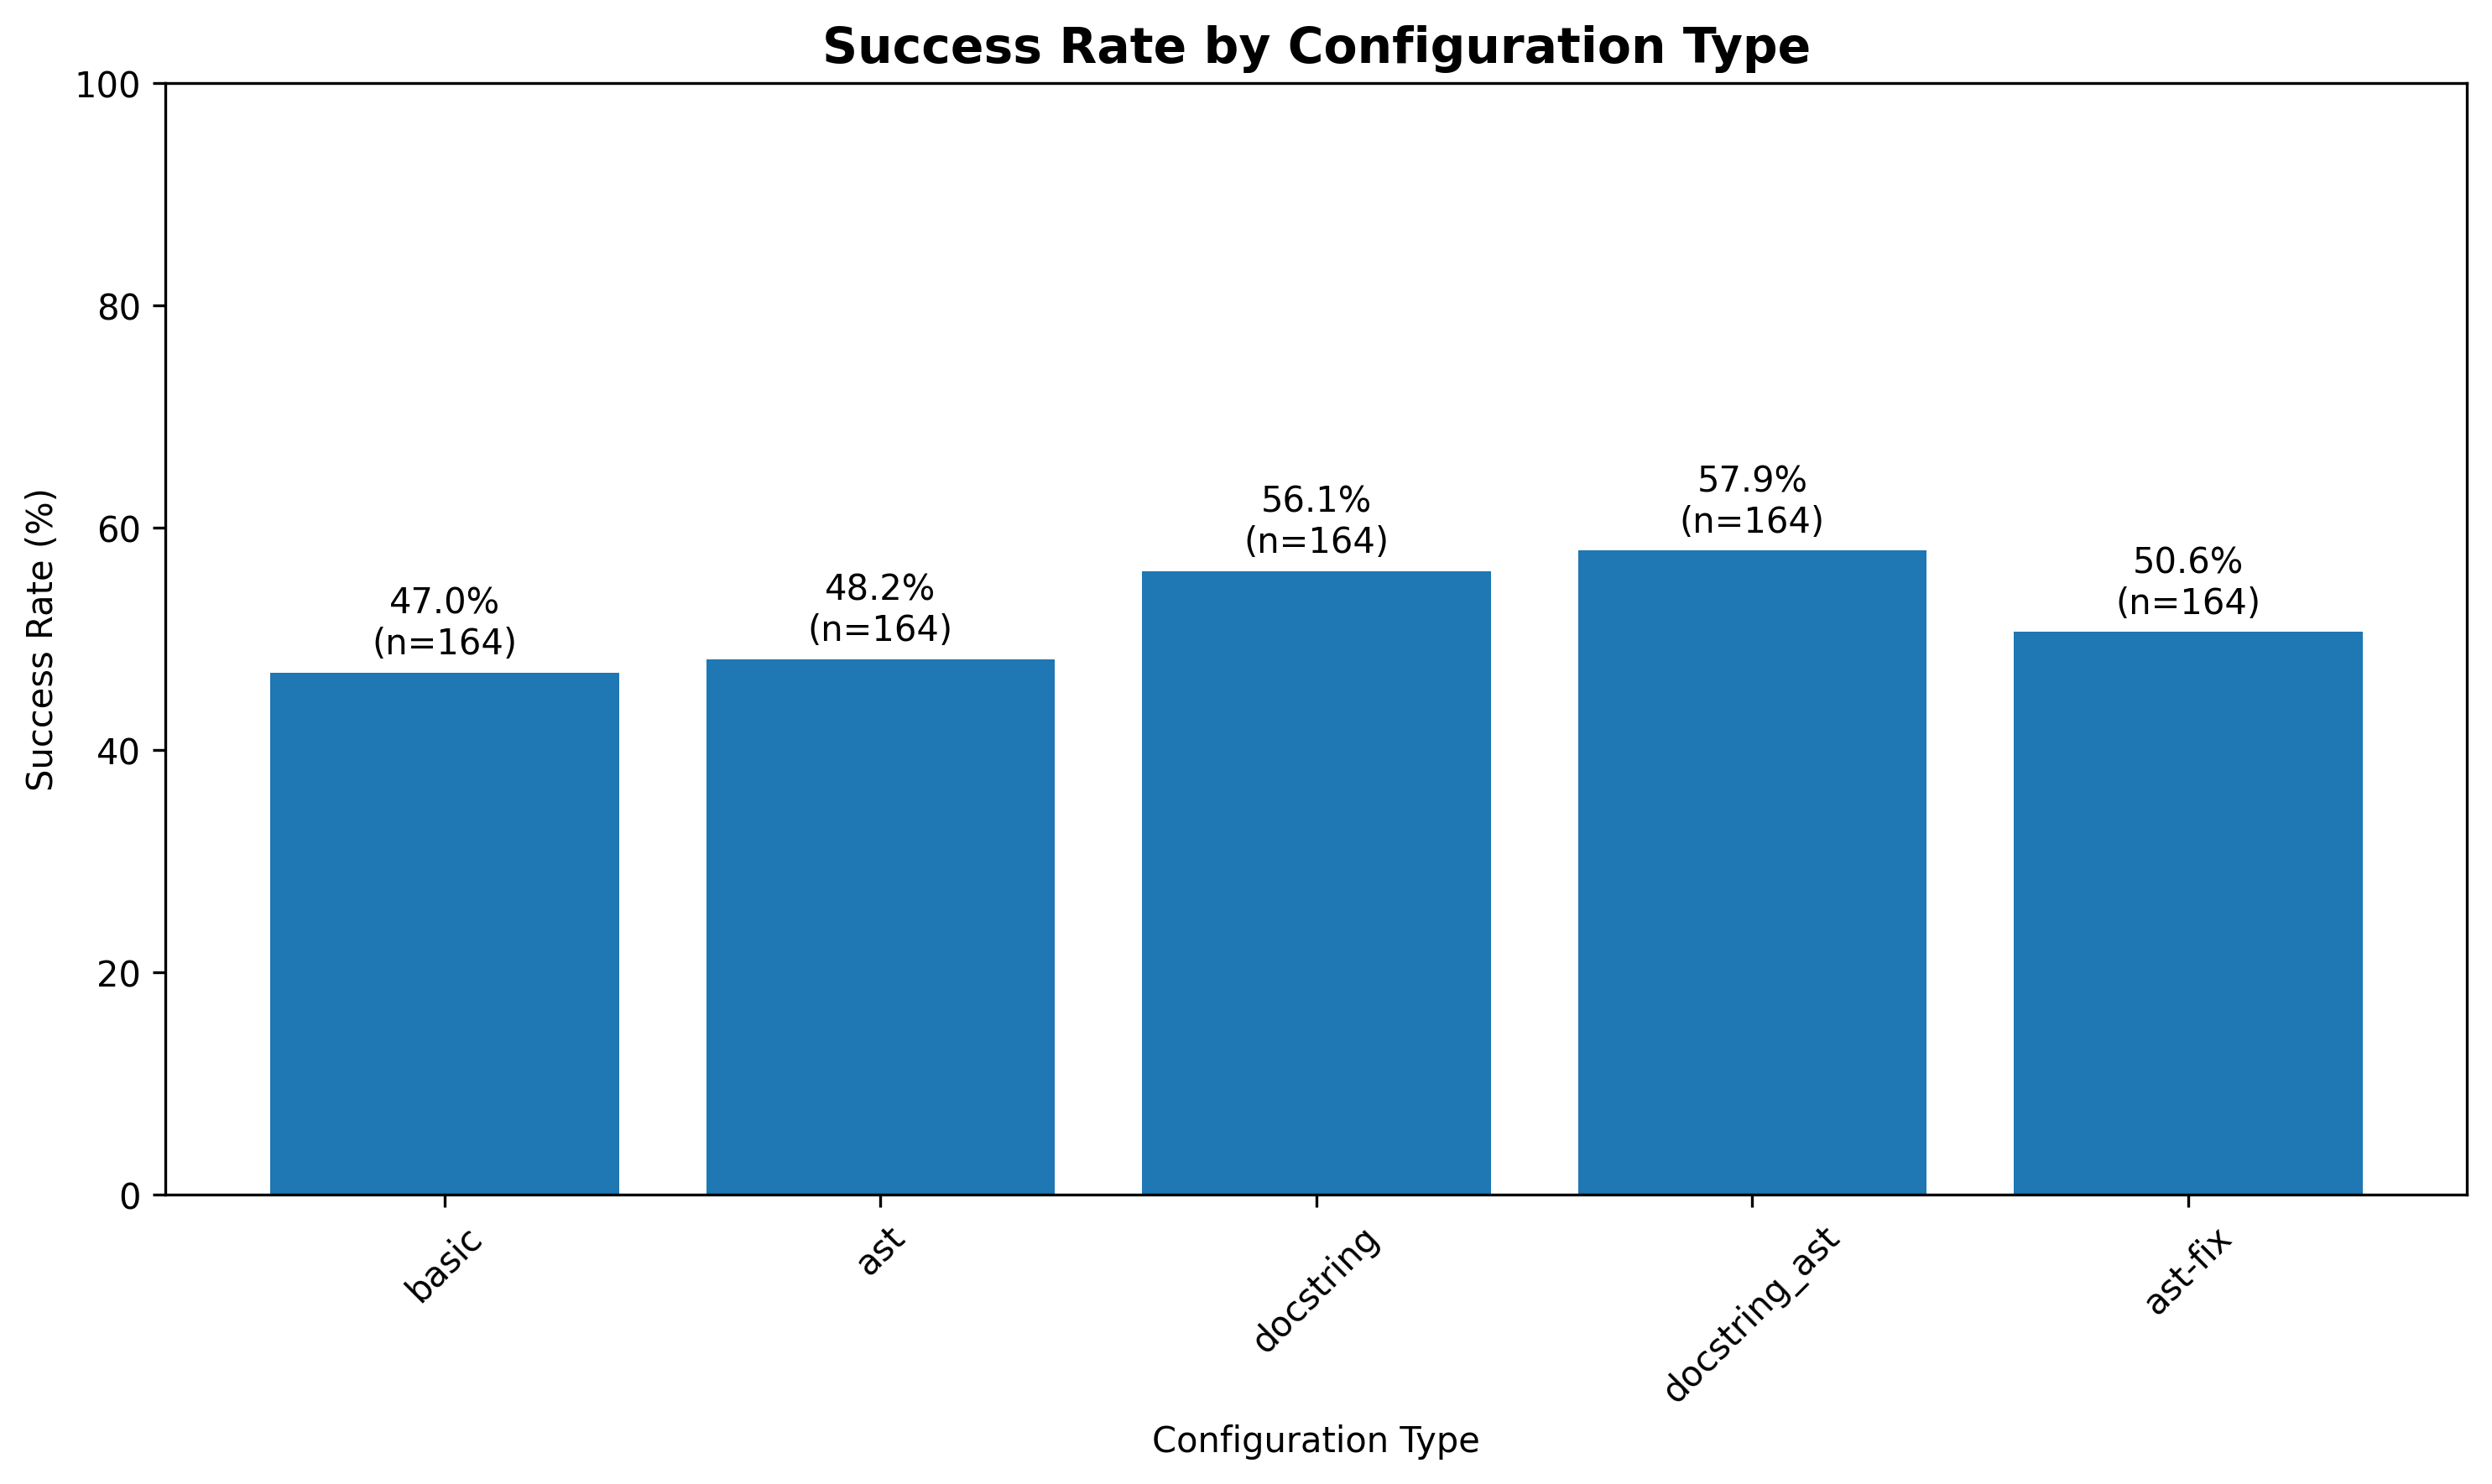 Success Rate by Configuration Type
100
80
60
40
20
0
Success Rate (%)
47.0%
(n=164)
48.2%
(n=164)
56.1%
(n=164)
57.9%
(n=164)
50.6%
(n=164)
basic
ast
docstring
docstring_ast
ast-fix
Configuration Type